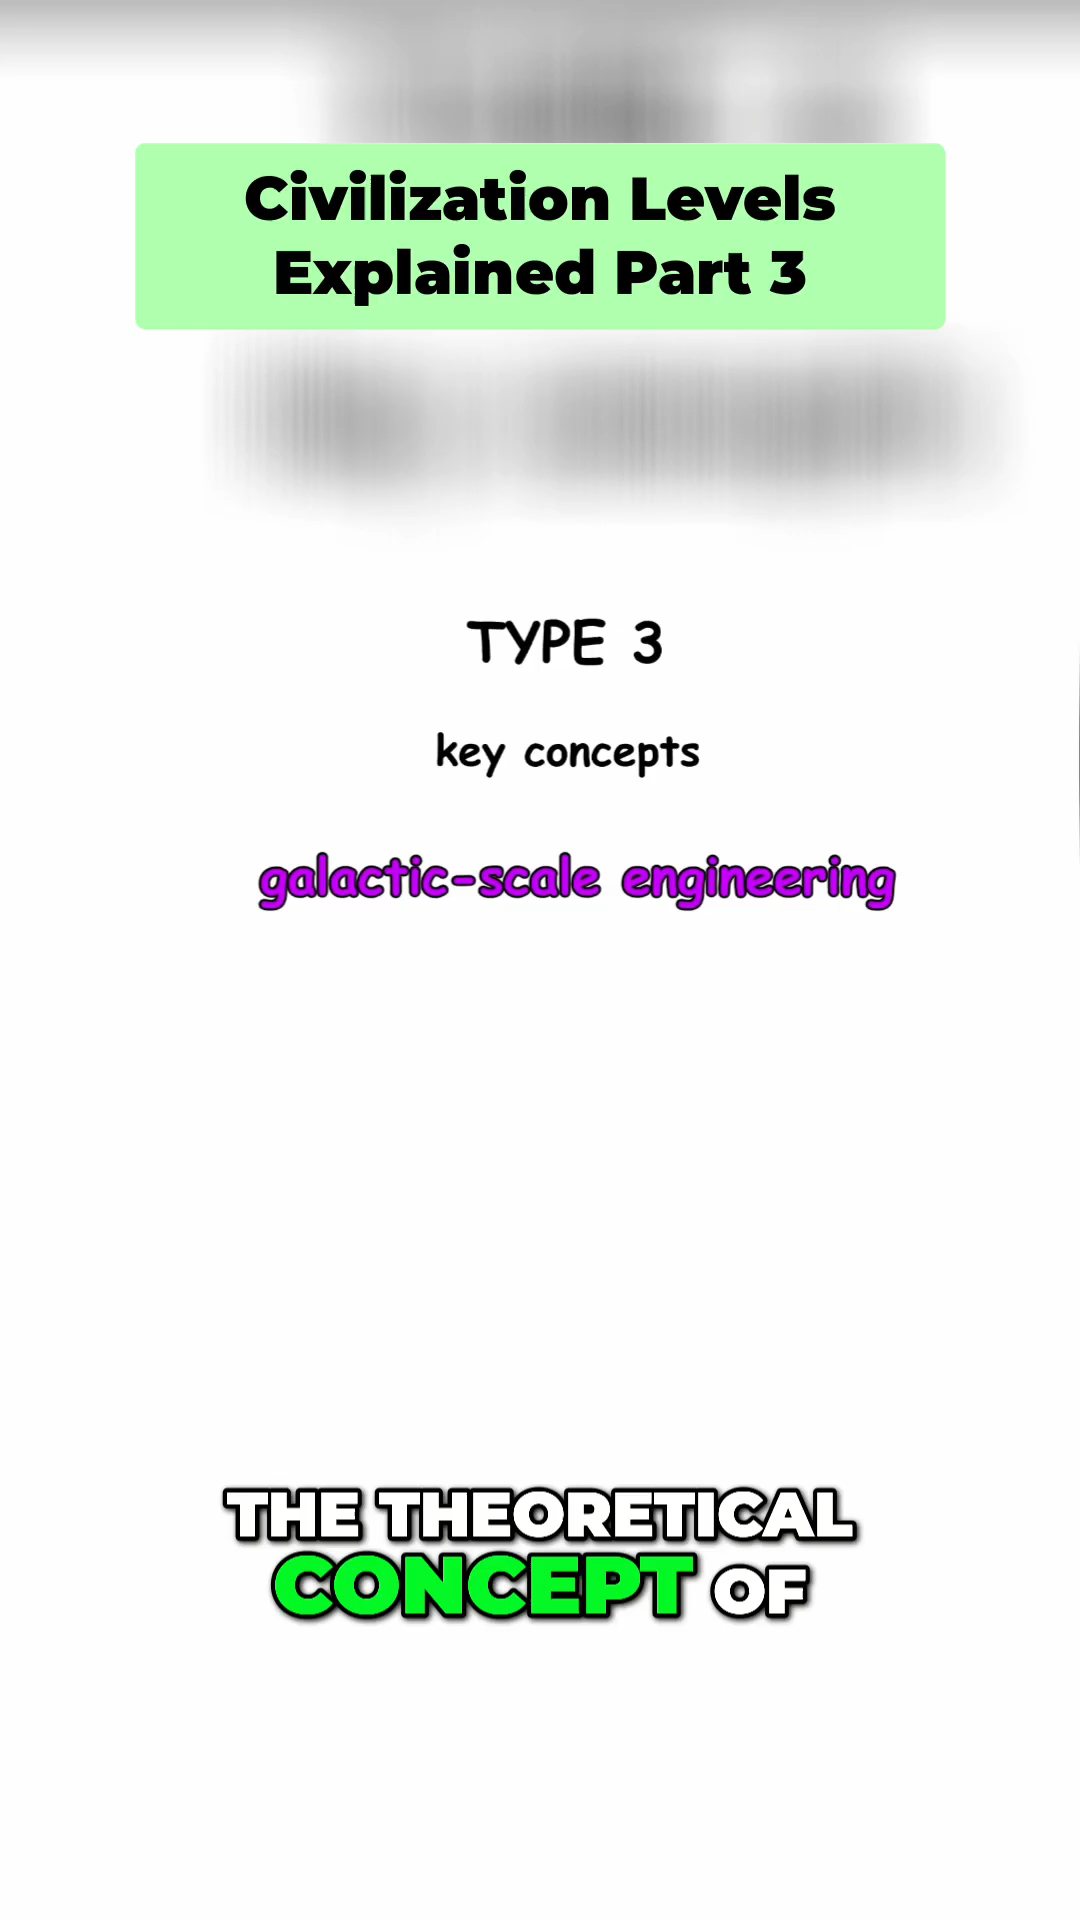 Civilization Levels
Explained Part 3
TYPE 3
key concepts
galactic-scale engineering
THE THEORETICAL
CONCEPT OF